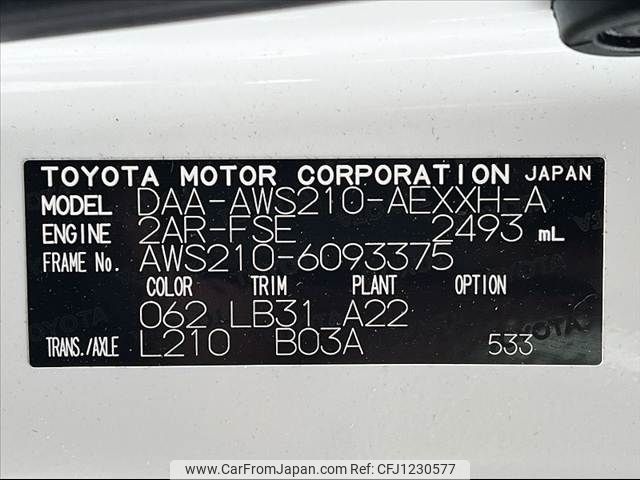 TOYOTA MOTOR CORPORATION JAPAN
MODEL DAA-AWS210-AEXXH-A
ENGINE 2AR-FSE 2493 mL
FRAME No. AWS210-6093375
COLOR TRIM PLANT OPTION
062 LB31 A22
TRANS./AXLE L210 B03A 533
www.CarFromJapan.com - CFJ1230577